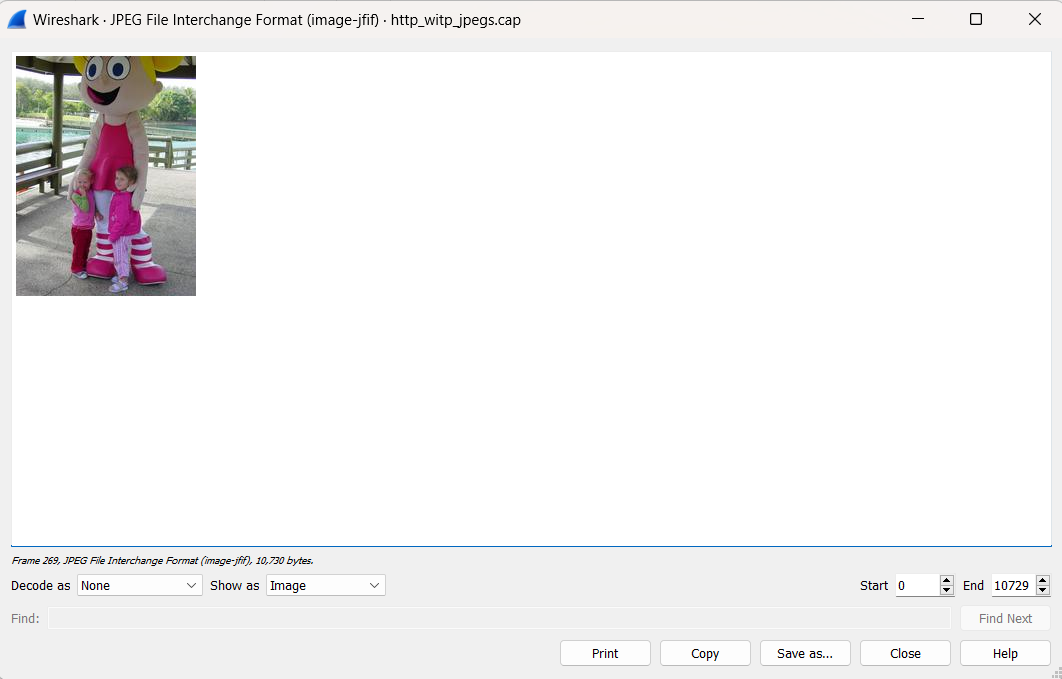 Wireshark · JPEG File Interchange Format (image-jfif) · http_witp_jpegs.cap
Frame 269, JPEG File Interchange Format (image-jfif), 10,730 bytes.
Decode as None Show as Image Start 0 End 10729
Find: Find Next
Print Copy Save as... Close Help